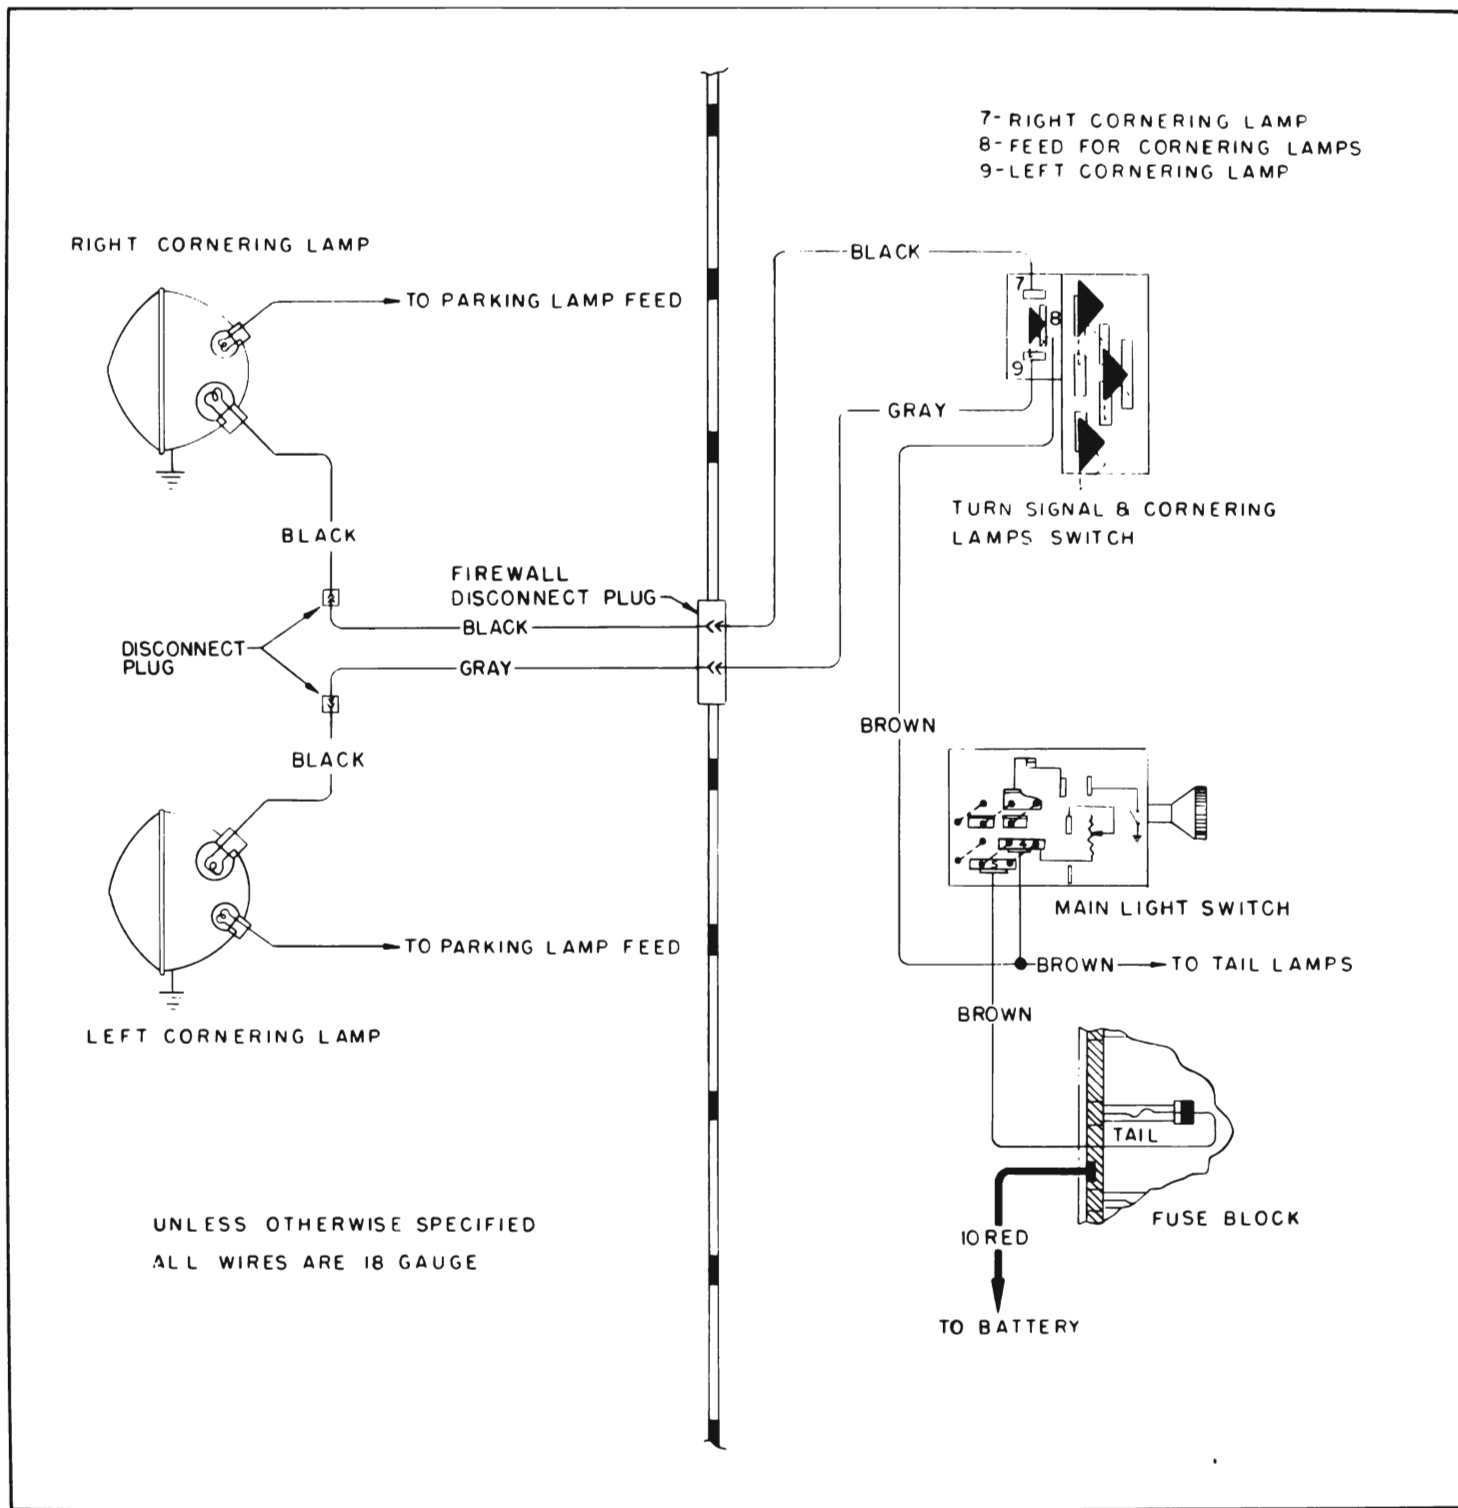 7-RIGHT CORNERING LAMP
8-FEED FOR CORNERING LAMPS
9-LEFT CORNERING LAMP
RIGHT CORNERING LAMP
BLACK
TO PARKING LAMP FEED
7
8
9
GRAY
TURN SIGNAL & CORNERING
LAMPS SWITCH
BLACK
FIREWALL
DISCONNECT PLUG
BLACK
DISCONNECT
PLUG
GRAY
BROWN
BLACK
4
5
MAIN LIGHT SWITCH
TO PARKING LAMP FEED
BROWN
TO TAIL LAMPS
BROWN
LEFT CORNERING LAMP
TAIL
FUSE BLOCK
UNLESS OTHERWISE SPECIFIED
ALL WIRES ARE 18 GAUGE
10 RED
TO BATTERY